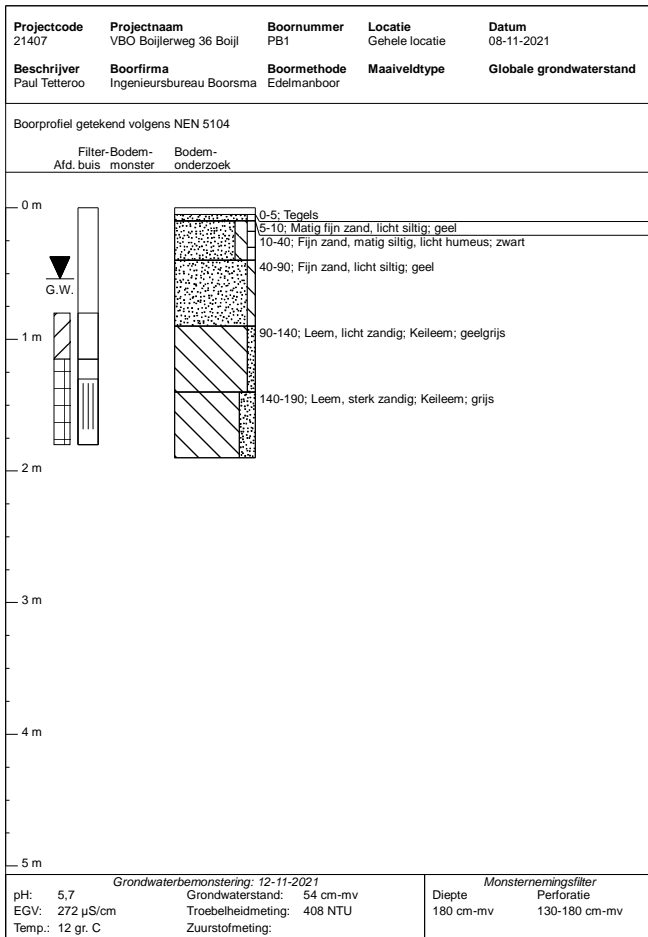 Projectcode Projectnaam Boornummer Locatie Datum
21407 VBO Boijlerweg 36 Boijl PB1 Gehele locatie 08-11-2021
Beschrijver Boorfirma Boormethode Maaiveldtype Globale grondwaterstand
Paul Tetteroo Ingenieursbureau Boorsma Edelmanboor
Boorprofiel getekend volgens NEN 5104
Filter- Bodem- Bodem-
Afd. buis monster onderzoek
0 m
0-5; Tegels
5-10; Matig fijn zand, licht siltig; geel
10-40; Fijn zand, matig siltig, licht humeus; zwart
40-90; Fijn zand, licht siltig; geel
G.W.
1 m
90-140; Leem, licht zandig; Keileem; geelgrijs
140-190; Leem, sterk zandig; Keileem; grijs
2 m
3 m
4 m
5 m
Grondwaterbemonstering: 12-11-2021 Monsternemingsfilter
pH: 5,7 Grondwaterstand: 54 cm-mv Diepte Perforatie
EGV: 272 µS/cm Troebelheidmeting: 408 NTU 180 cm-mv 130-180 cm-mv
Temp.: 12 gr. C Zuurstofmeting: